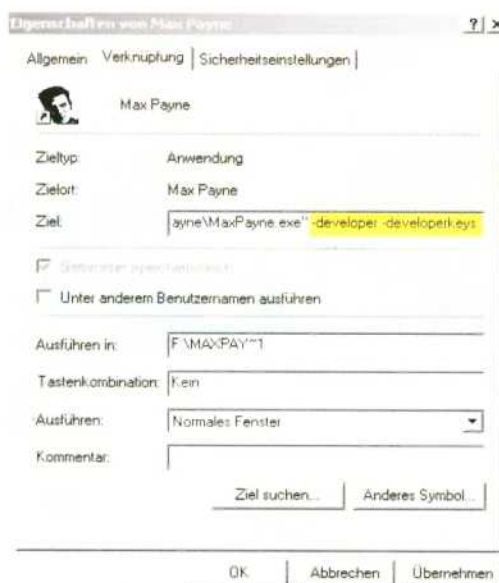 Eigenschaften von Max Payne ? x
Allgemein Verknüpfung Sicherheitseinstellungen
Max Payne
Zieltyp: Anwendung
Zielort: Max Payne
Ziel: ayne\MaxPayne.exe" -developer -developerkeys
Unter anderem Benutzernamen ausführen
Ausführen in: F:\MAXPAY~1
Tastenkombination: Kein
Ausführen: Normales Fenster
Kommentar:
Ziel suchen... Anderes Symbol...
OK Abbrechen Übernehmen